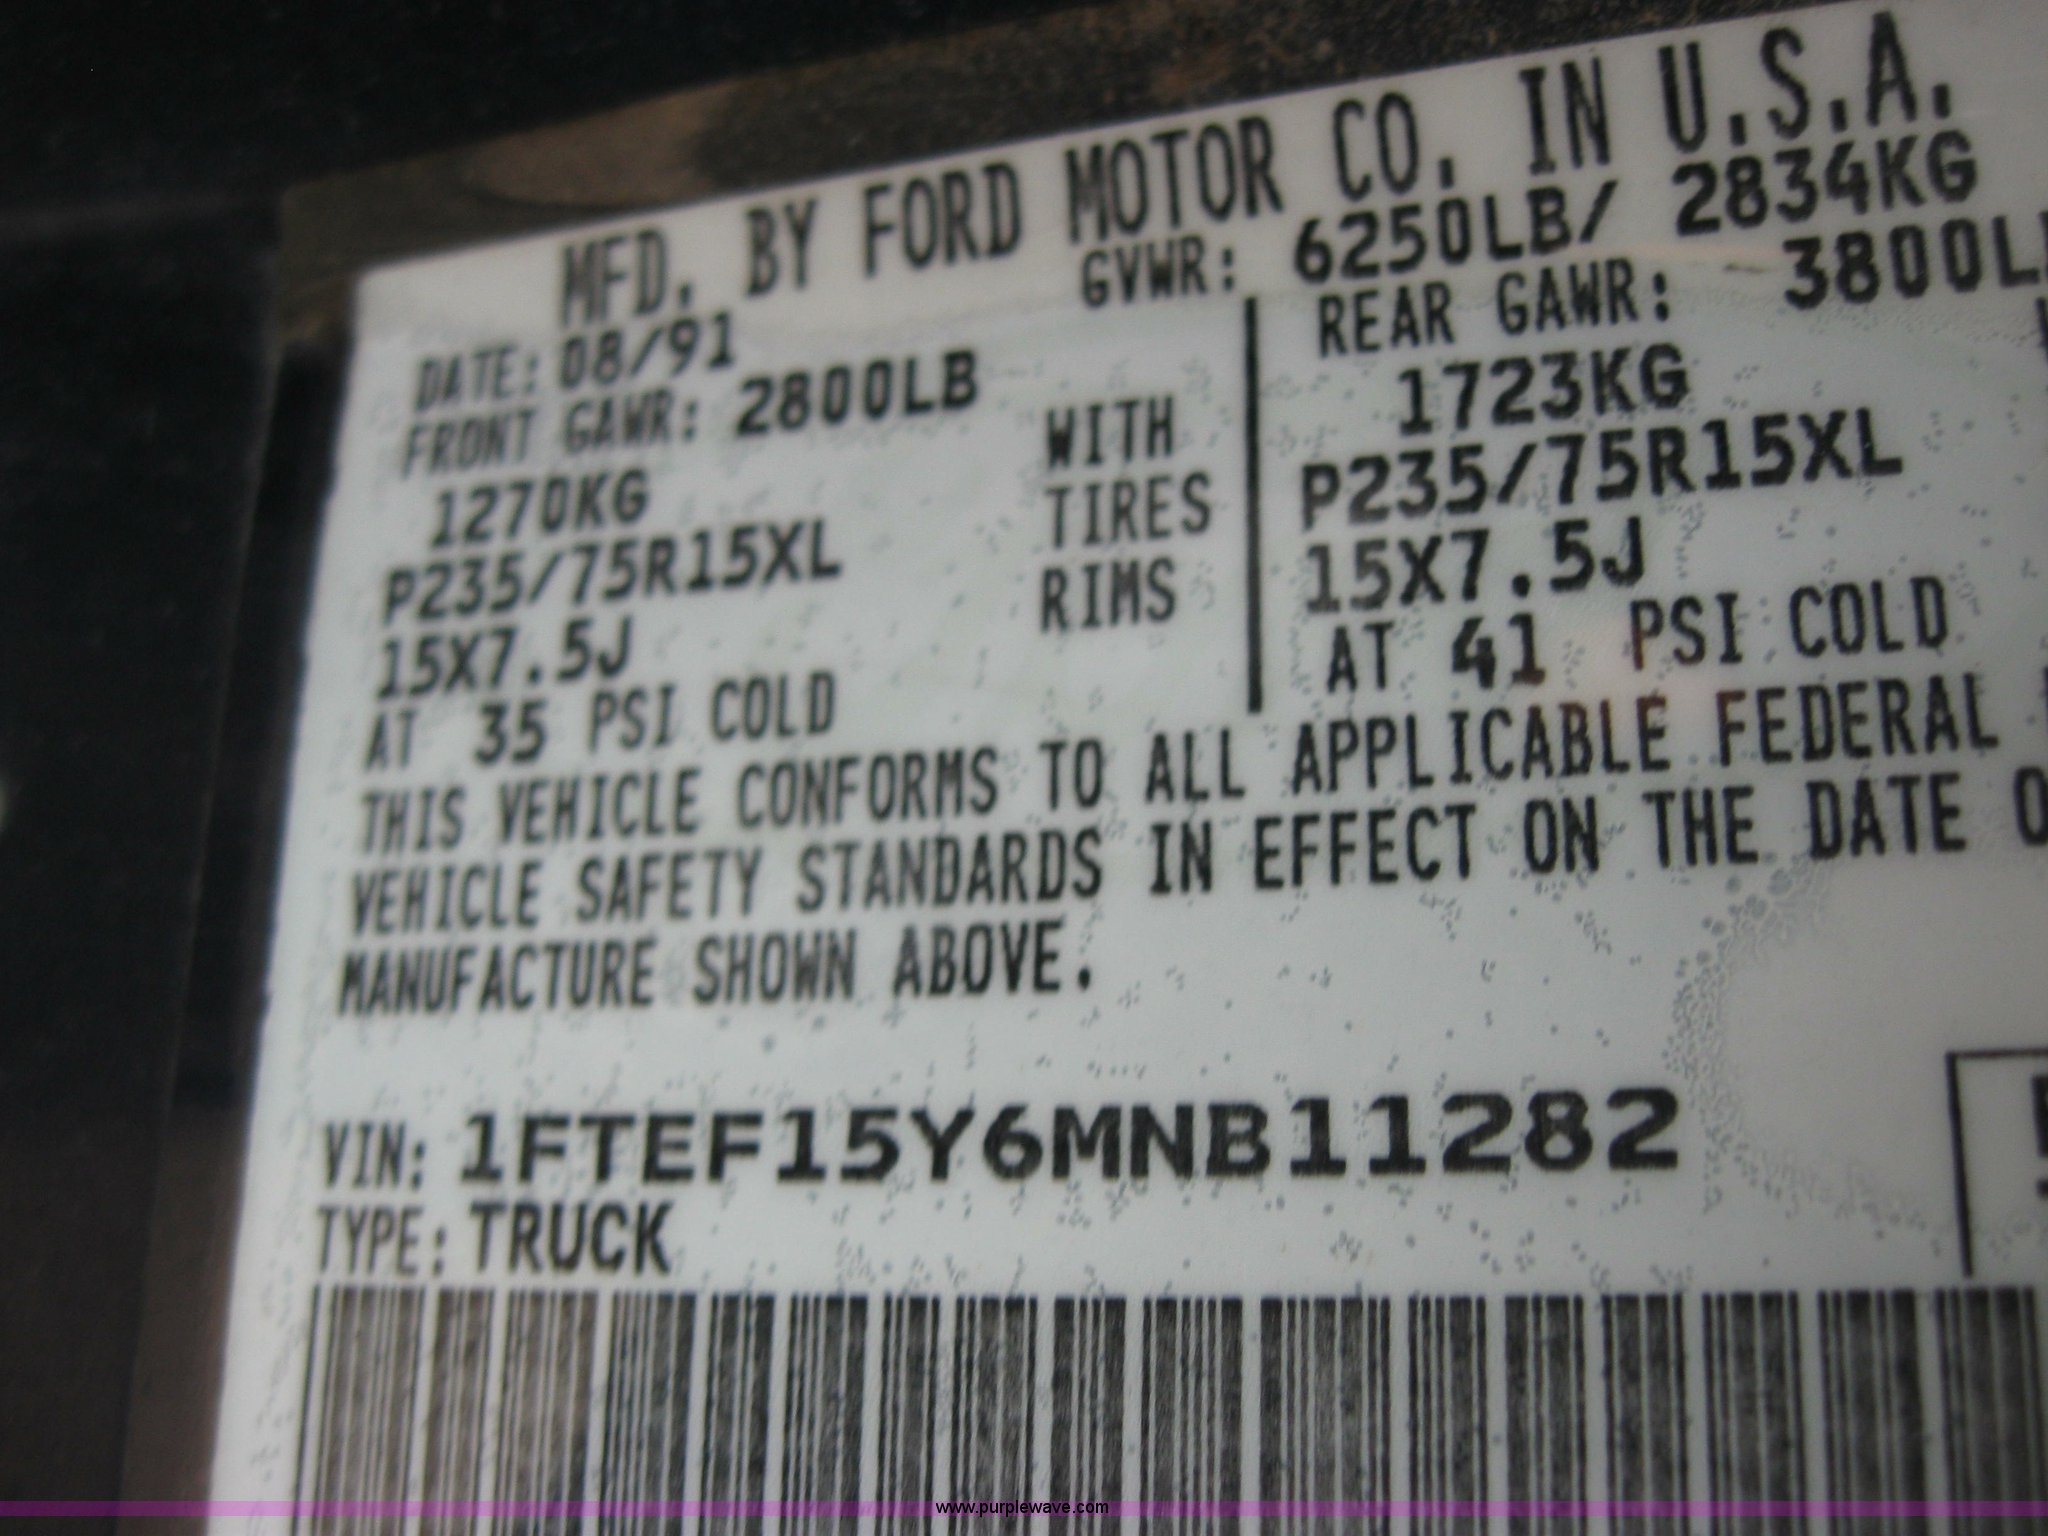 MFD. BY FORD MOTOR CO. IN U.S.A.
DATE: 08/91 GVWR: 6250LB/ 2834KG
FRONT GAWR: 2800LB REAR GAWR: 3800L
1270KG WITH 1723KG
P235/75R15XL TIRES P235/75R15XL
15X7.5J RIMS 15X7.5J
AT 35 PSI COLD AT 41 PSI COLD
THIS VEHICLE CONFORMS TO ALL APPLICABLE FEDERAL
VEHICLE SAFETY STANDARDS IN EFFECT ON THE DATE O
MANUFACTURE SHOWN ABOVE.
VIN: 1FTEF15Y6MNB11282
TYPE: TRUCK
www.purplewave.com